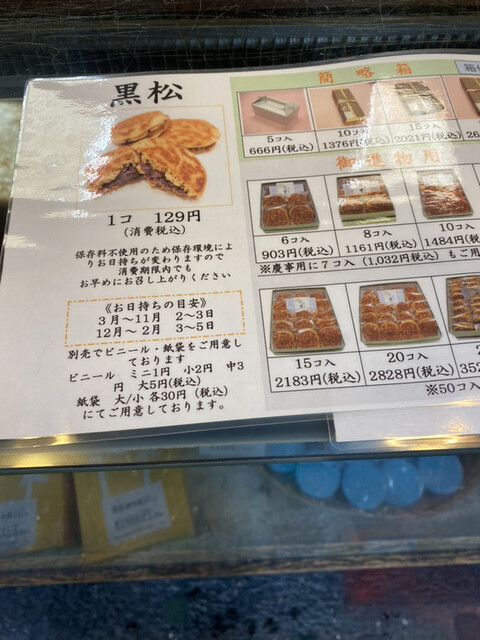 黒松
1コ 129円
(消費税込)
保存料不使用のため保存環境によ
りお日持ちが変わりますので
消費期限内でも
お早めにお召し上がりください
≪お日持ちの目安≫
3月〜11月 2〜3日
12月〜2月 3〜5日
別売でビニール・紙袋をご用意し
ております
ビニール ミニ1円 小2円 中3
円 大5円(税込)
紙袋 大/小 各30円(税込)
にてご用意しております。
簡略箱
5コ入 10コ入 15コ入
666円(税込) 1376円(税込) 2021円(税込)
御進物用
6コ入 8コ入 10コ入
903円(税込) 1161円(税込) 1484円(税込)
※慶事用に7コ入(1,032円税込)もご用
15コ入 20コ入
2183円(税込) 2828円(税込) 352
※50コ入